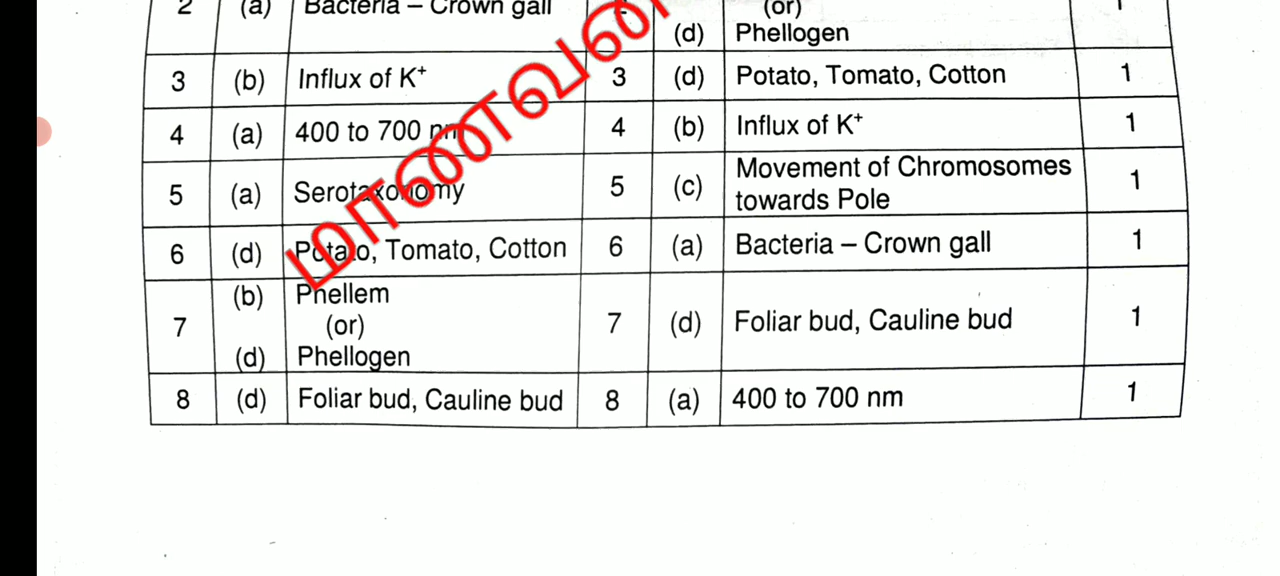 2 (a) Bacteria – Crown gall (or) 1
(d) Phellogen
3 (b) Influx of K⁺ 3 (d) Potato, Tomato, Cotton 1
4 (a) 400 to 700 nm 4 (b) Influx of K⁺ 1
5 (a) Serotaxonomy 5 (c) Movement of Chromosomes 1
towards Pole
6 (d) Potato, Tomato, Cotton 6 (a) Bacteria – Crown gall 1
(b) Phellem
7 (or) 7 (d) Foliar bud, Cauline bud 1
(d) Phellogen
8 (d) Foliar bud, Cauline bud 8 (a) 400 to 700 nm 1